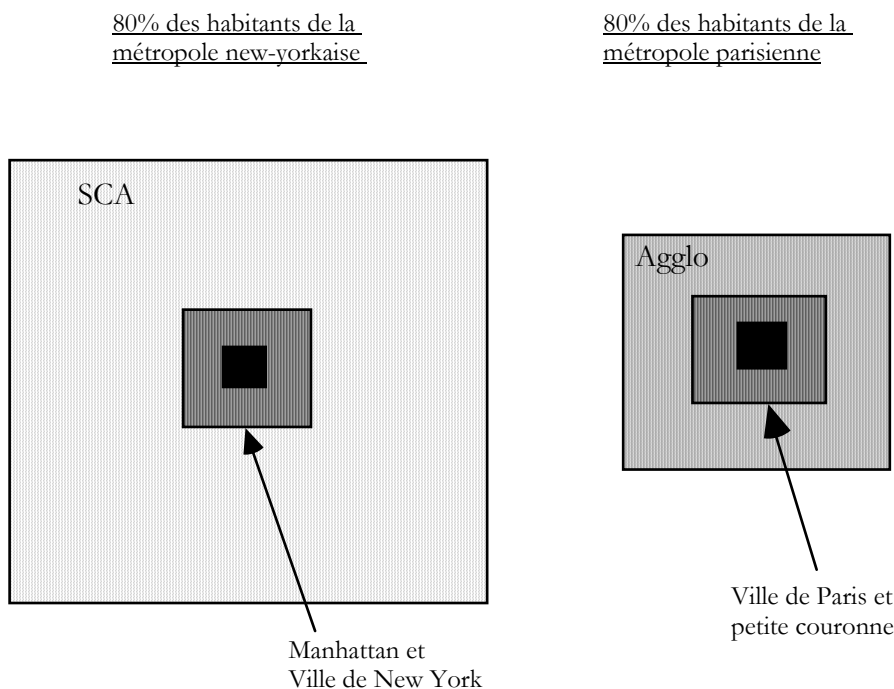 80% des habitants de la
métropole new-yorkaise
80% des habitants de la
métropole parisienne
SCA
Agglo
Manhattan et
Ville de New York
Ville de Paris et
petite couronne